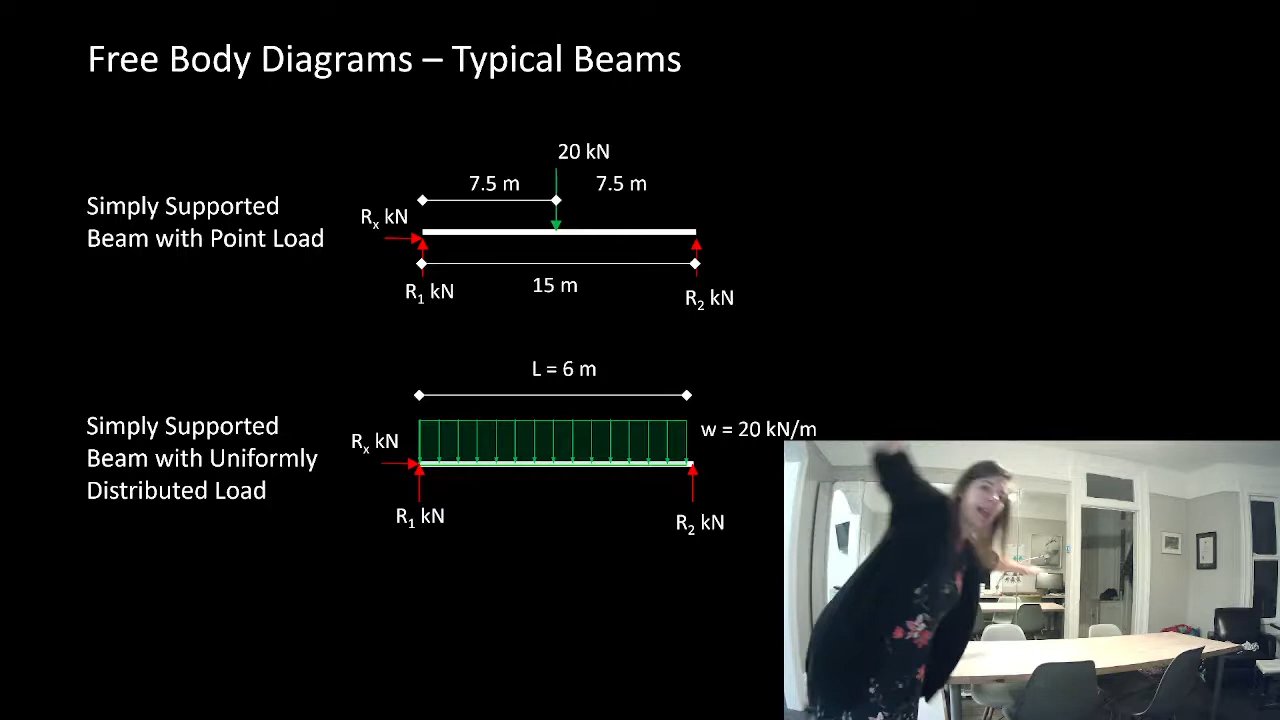 Free Body Diagrams – Typical Beams
20 kN
7.5 m
7.5 m
Simply Supported
Beam with Point Load
Rₓ kN
15 m
R₁ kN
R₂ kN
L = 6 m
Simply Supported
Beam with Uniformly
Distributed Load
Rₓ kN
w = 20 kN/m
R₁ kN
R₂ kN